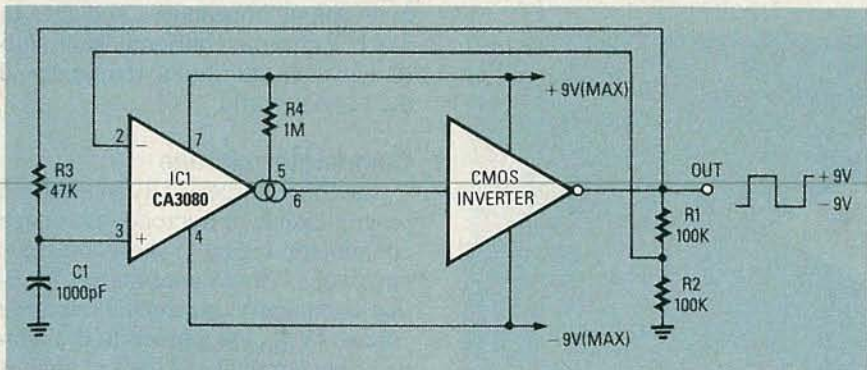 R3
47K
C1
1000pF
2
−
3
+
IC1
CA3080
7
4
R4
1M
5
6
+9V(MAX)
−9V(MAX)
CMOS
INVERTER
OUT
+9V
−9V
R1
100K
R2
100K